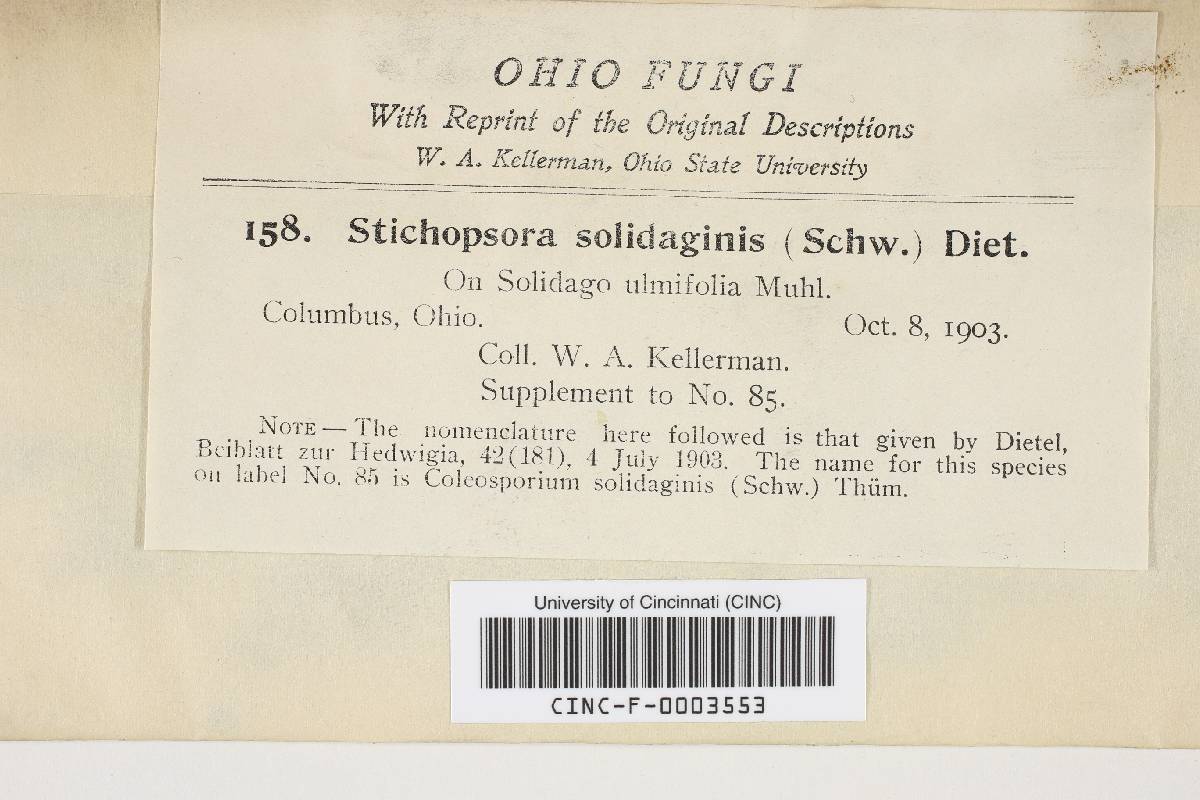 OHIO FUNGI
With Reprint of the Original Descriptions
W. A. Kellerman, Ohio State University
158. Stichopsora solidaginis (Schw.) Diet.
On Solidago ulmifolia Muhl.
Columbus, Ohio. Oct. 8, 1903.
Coll. W. A. Kellerman.
Supplement to No. 85.
NOTE — The nomenclature here followed is that given by Dietel,
Beiblatt zur Hedwigia, 42(181), 4 July 1903. The name for this species
on label No. 85 is Coleosporium solidaginis (Schw.) Thüm.
University of Cincinnati (CINC)
CINC-F-0003553